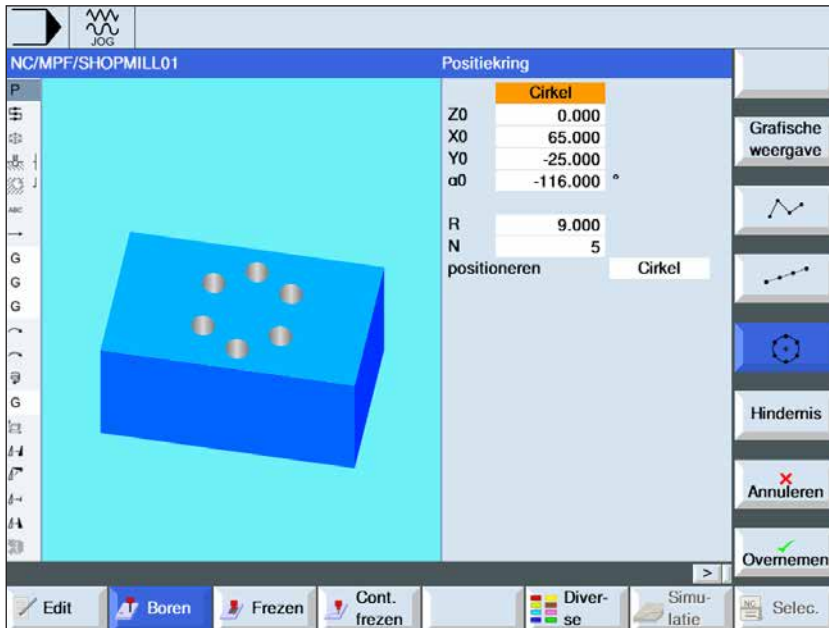 JOG
NC/MPF/SHOPMILL01
Positiekring
P
Cirkel
Z0 0.000
X0 65.000
Y0 -25.000
α0 -116.000 °
R 9.000
N 5
positioneren Cirkel
ABC
G
G
G
G
Grafische
weergave
Hindernis
Annuleren
Overnemen
>
Edit
Boren
Frezen
Cont.
frezen
Diver-
se
Simu-
latie
NC
Selec.